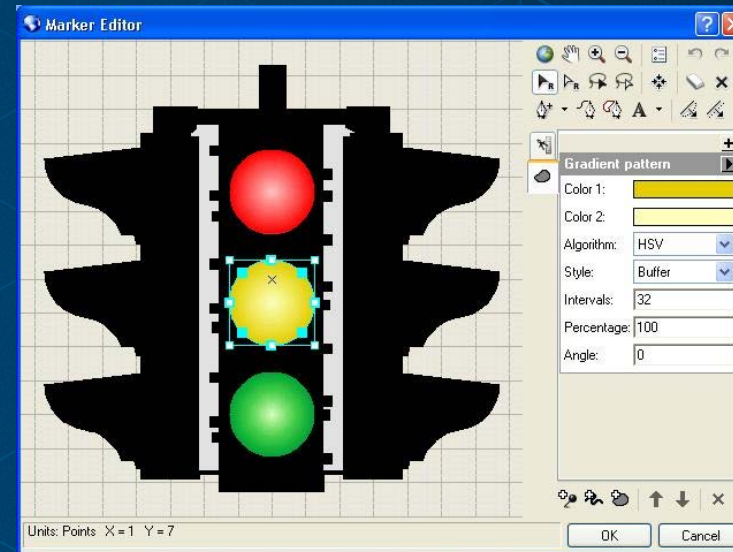 Marker Editor
Gradient pattern
Color 1:
Color 2:
Algorithm: HSV
Style: Buffer
Intervals: 32
Percentage: 100
Angle: 0
Units: Points X = 1 Y = 7
OK Cancel